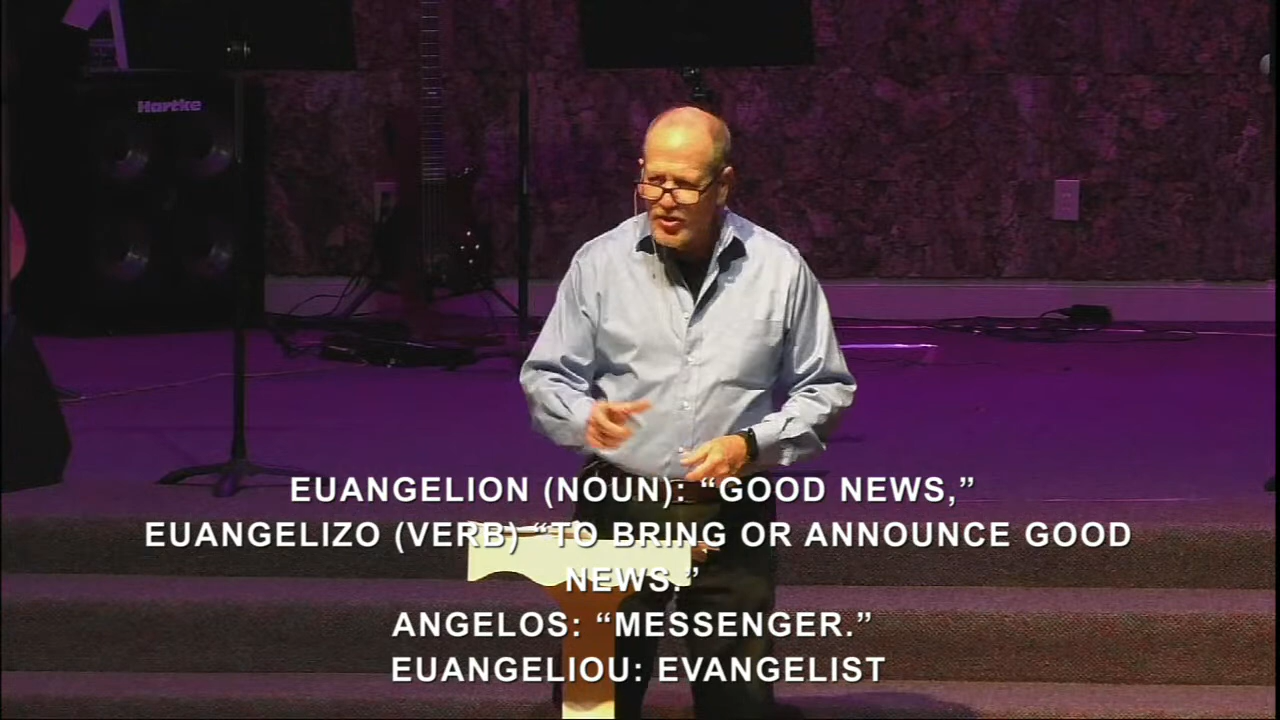 Hartke
EUANGELION (NOUN): “GOOD NEWS,”
EUANGELIZO (VERB) “TO BRING OR ANNOUNCE GOOD
NEWS.”
ANGELOS: “MESSENGER.”
EUANGELIOU: EVANGELIST